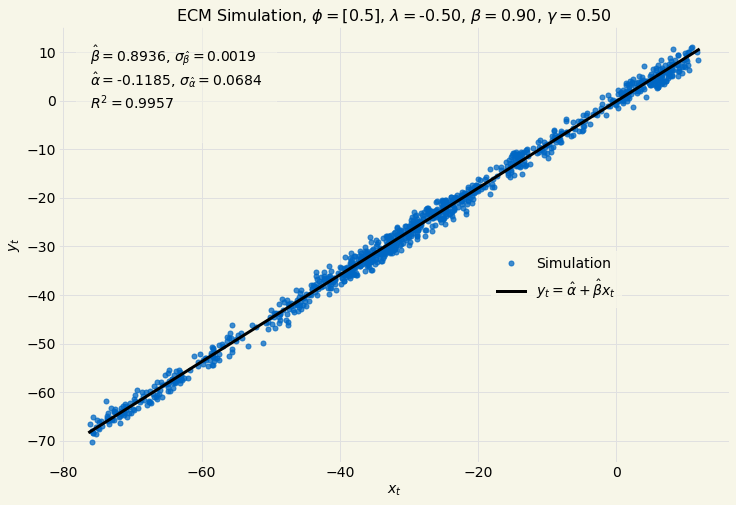 ECM Simulation, ϕ = [0.5], λ = -0.50, β = 0.90, γ = 0.50
β̂ = 0.8936, σ_β̂ = 0.0019
α̂ = -0.1185, σ_α̂ = 0.0684
R² = 0.9957
10
0
−10
−20
−30
−40
−50
−60
−70
y_t
Simulation
y_t = α̂ + β̂x_t
−80
−60
−40
−20
0
x_t